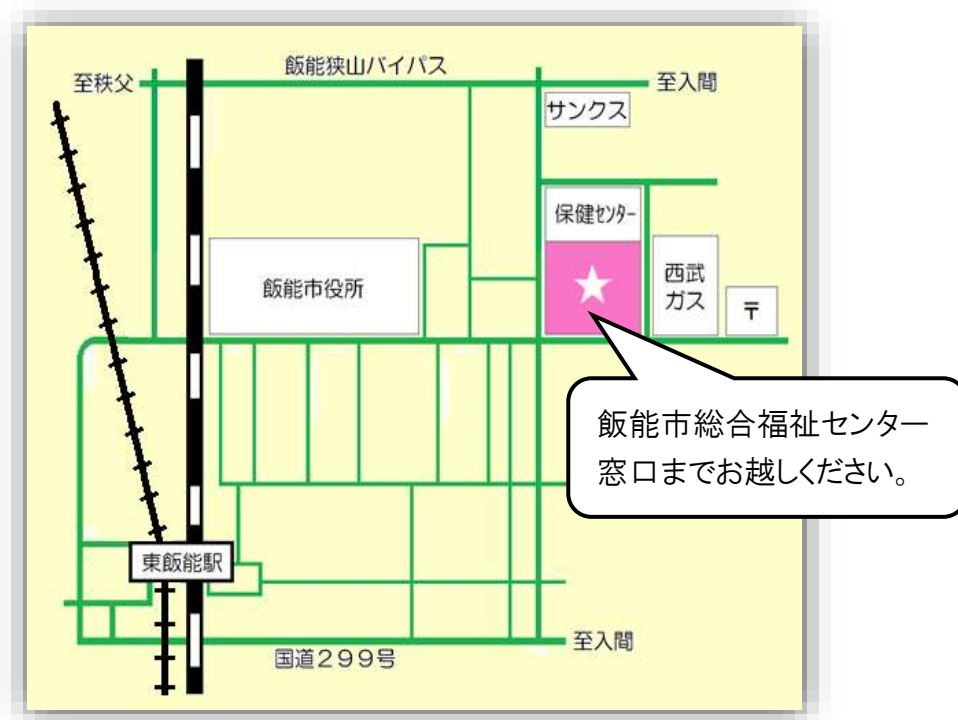 飯能狭山バイパス
至秩父
至入間
サンクス
保健ｾﾝﾀｰ
飯能市役所
西武
ガス
〒
飯能市総合福祉センター
窓口までお越しください。
東飯能駅
至入間
国道２９９号